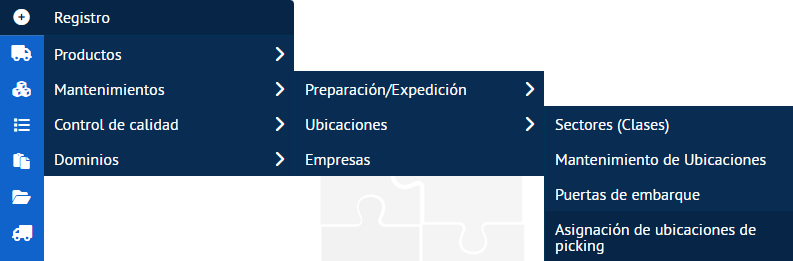 Registro
Productos
Mantenimientos
Control de calidad
Dominios
Preparación/Expedición
Ubicaciones
Empresas
Sectores (Clases)
Mantenimiento de Ubicaciones
Puertas de embarque
Asignación de ubicaciones de
picking